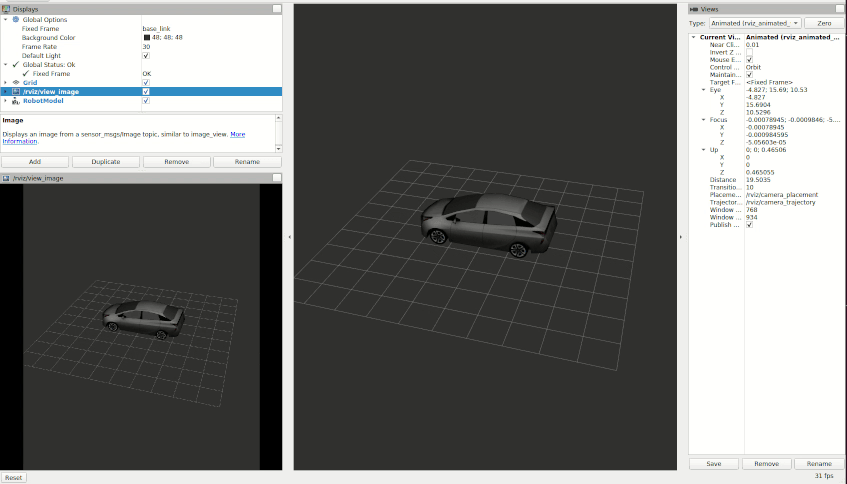 Displays
Global Options
Fixed Frame base_link
Background Color 48; 48; 48
Frame Rate 30
Default Light
Global Status: Ok
Fixed Frame OK
Grid
/rviz/view_image
RobotModel
Image
Displays an image from a sensor_msgs/Image topic, similar to image_view. More
Information.
Add Duplicate Remove Rename
/rviz/view_image
Reset
Views
Type: Animated (rviz_animated_ Zero
Current Vi... Animated (rviz_animated_...
Near Cli... 0.01
Invert Z ...
Mouse E...
Control ... Orbit
Maintain...
Target F... <Fixed Frame>
Eye -4.827; 15.69; 10.53
X -4.827
Y 15.6904
Z 10.5296
Focus -0.00078945; -0.0009846; -5....
X -0.00078945
Y -0.000984595
Z -5.05603e-05
Up 0; 0; 0.46506
X 0
Y 0
Z 0.465055
Distance 19.5035
Transitio... 10
Placeme... /rviz/camera_placement
Trajector... /rviz/camera_trajectory
Window ... 768
Window ... 934
Publish ...
Save Remove Rename
31 fps